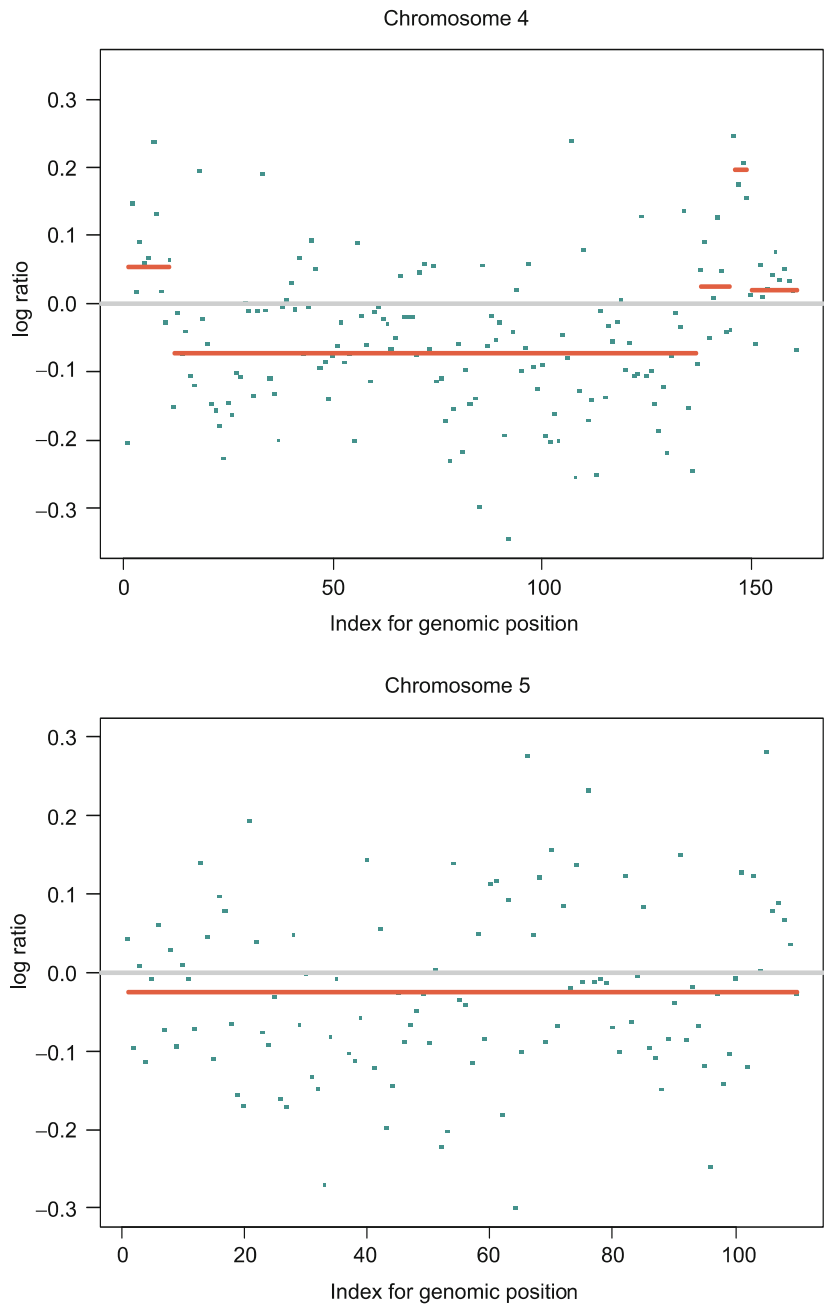 Chromosome 4
log ratio
0.3
0.2
0.1
0.0
−0.1
−0.2
−0.3
0 50 100 150
Index for genomic position
Chromosome 5
log ratio
0.3
0.2
0.1
0.0
−0.1
−0.2
−0.3
0 20 40 60 80 100
Index for genomic position